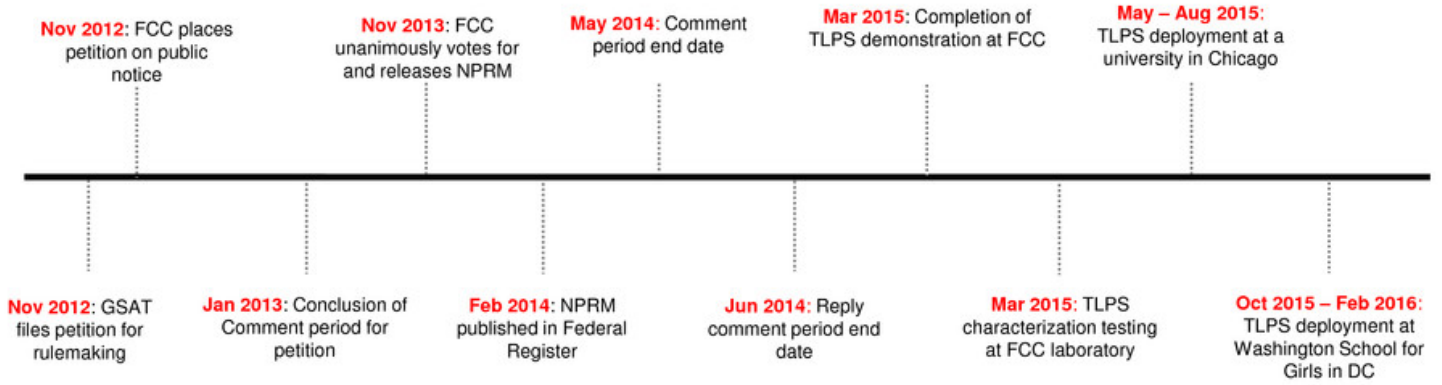 Nov 2012: FCC places
petition on public
notice
Nov 2013: FCC
unanimously votes for
and releases NPRM
May 2014: Comment
period end date
Mar 2015: Completion of
TLPS demonstration at FCC
May – Aug 2015:
TLPS deployment at a
university in Chicago
Nov 2012: GSAT
files petition for
rulemaking
Jan 2013: Conclusion of
Comment period for
petition
Feb 2014: NPRM
published in Federal
Register
Jun 2014: Reply
comment period end
date
Mar 2015: TLPS
characterization testing
at FCC laboratory
Oct 2015 – Feb 2016:
TLPS deployment at
Washington School for
Girls in DC